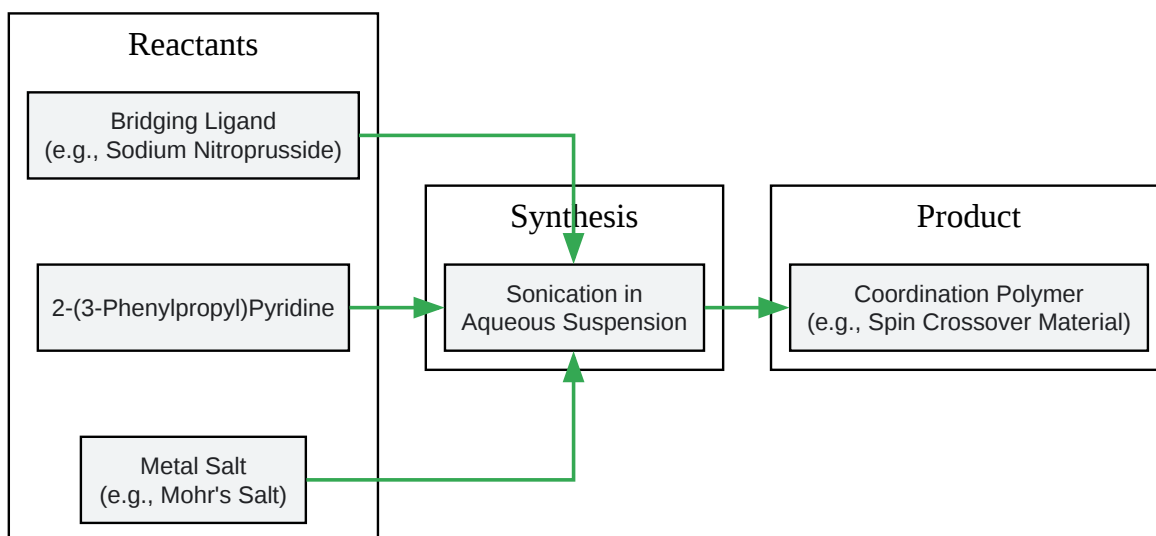 Reactants
Bridging Ligand
(e.g., Sodium Nitroprusside)
2-(3-Phenylpropyl)Pyridine
Metal Salt
(e.g., Mohr's Salt)
Synthesis
Sonication in
Aqueous Suspension
Product
Coordination Polymer
(e.g., Spin Crossover Material)